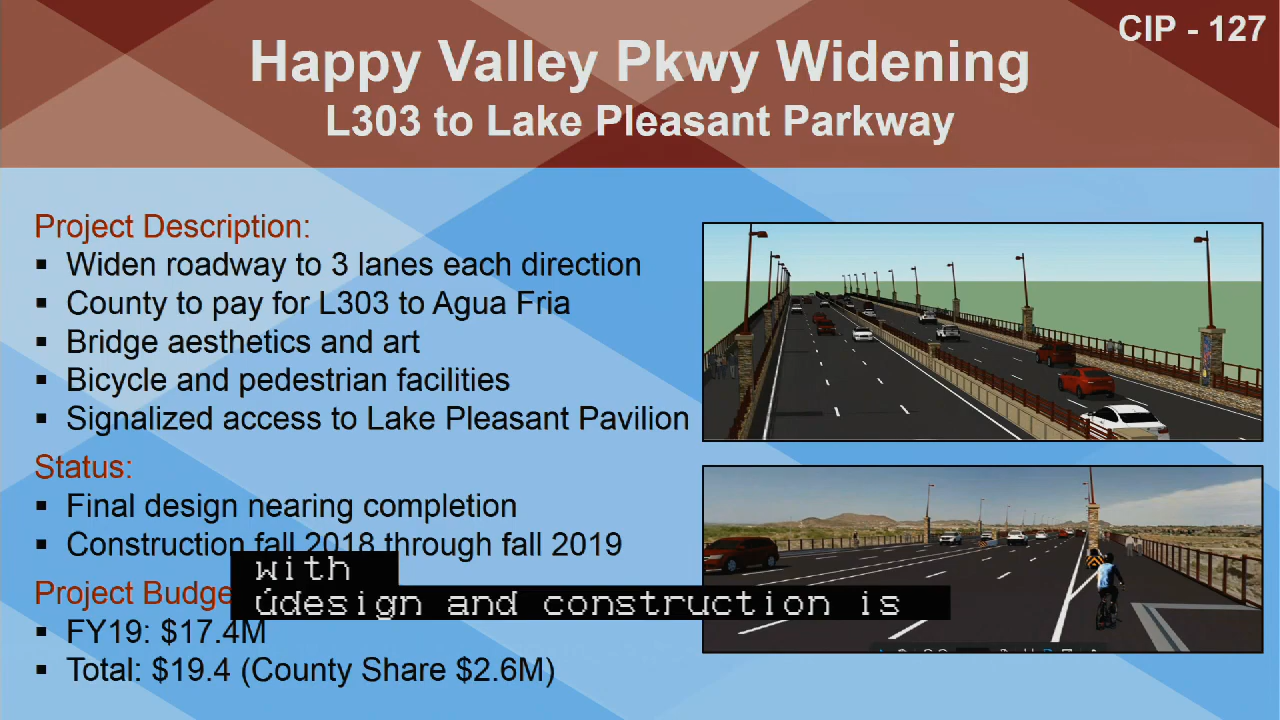 CIP - 127
Happy Valley Pkwy Widening
L303 to Lake Pleasant Parkway
Project Description:
▪ Widen roadway to 3 lanes each direction
▪ County to pay for L303 to Agua Fria
▪ Bridge aesthetics and art
▪ Bicycle and pedestrian facilities
▪ Signalized access to Lake Pleasant Pavilion
Status:
▪ Final design nearing completion
▪ Construction fall 2018 through fall 2019
Project Budge
▪ FY19: $17.4M
▪ Total: $19.4 (County Share $2.6M)
with
údesign and construction is